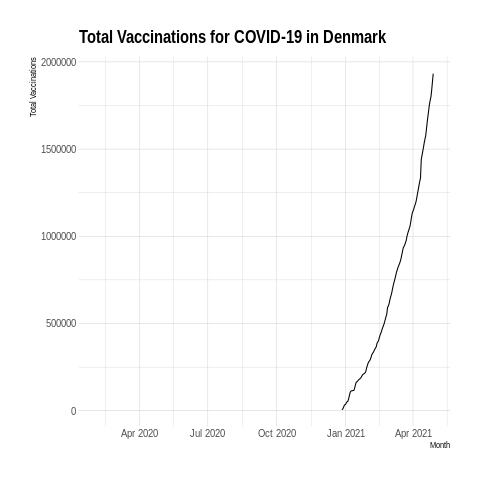 Total Vaccinations for COVID-19 in Denmark
Total Vaccinations
2000000
1500000
1000000
500000
0
Apr 2020
Jul 2020
Oct 2020
Jan 2021
Apr 2021
Month